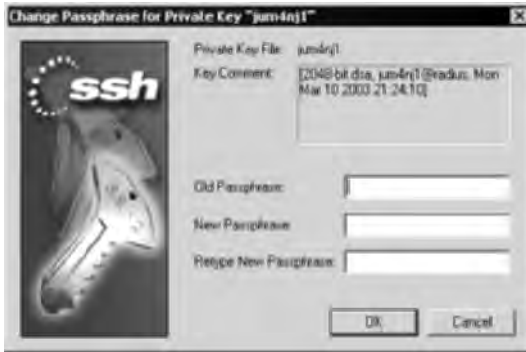 Change Passphrase for Private Key "jum4nj1"
ssh
Private Key File: jum4nj1
Key Comment: [2048-bit dsa, jum4nj1@radius, Mon
Mar 10 2003 21:24:10]
Old Passphrase:
New Passphrase:
Retype New Passphrase:
OK
Cancel